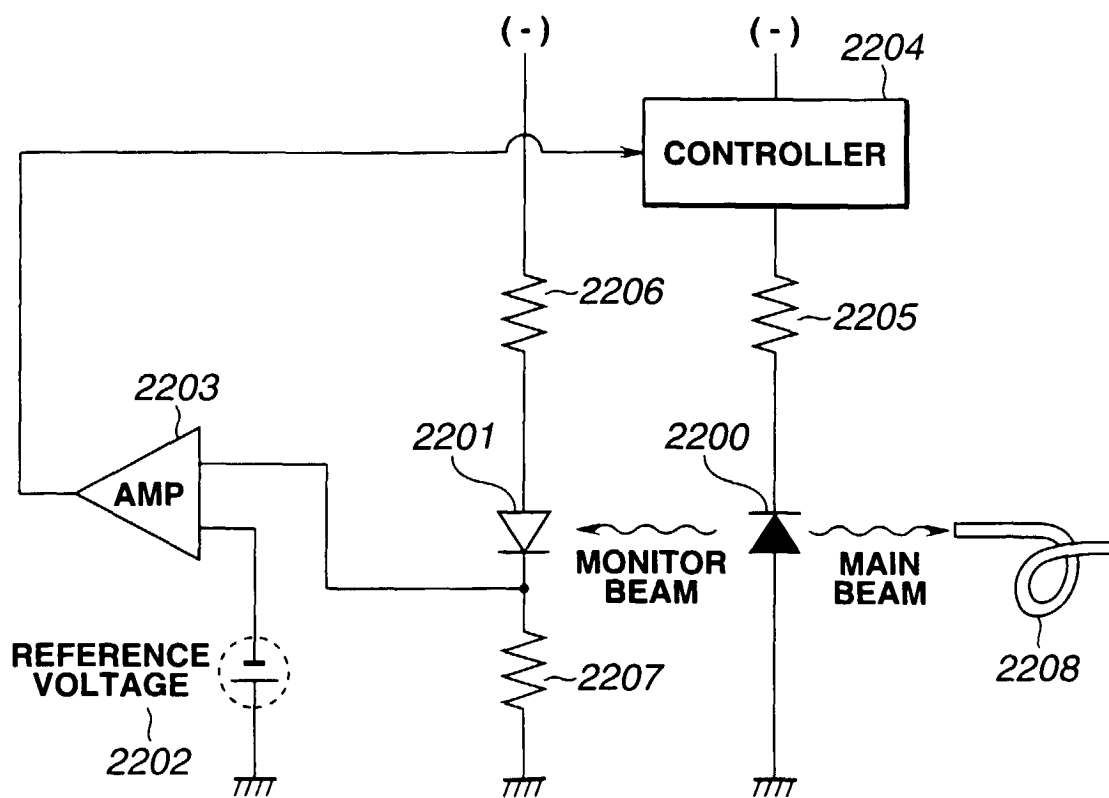 (-)
(-)
2204
CONTROLLER
2206
2205
2203
AMP
2201
2200
MONITOR
BEAM
MAIN
BEAM
REFERENCE
VOLTAGE
2202
2207
2208